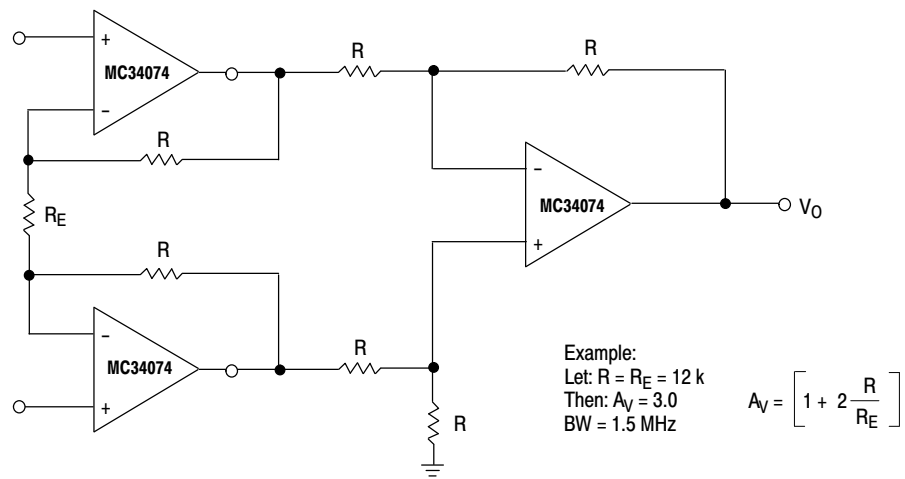 +
MC34074
−
R
R
R
R_E
−
V_O
MC34074
+
R
−
MC34074
+
R
R
Example:
Let: R = R_E = 12 k
Then: A_V = 3.0
BW = 1.5 MHz
A_V = [1 + 2 R/R_E]